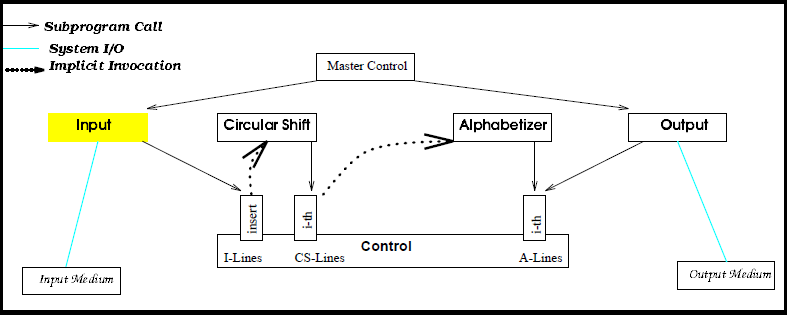 Subprogram Call
System I/O
Implicit Invocation
Master Control
Input
Circular Shift
Alphabetizer
Output
insert
i-th
i-th
Control
I-Lines
CS-Lines
A-Lines
Input Medium
Output Medium